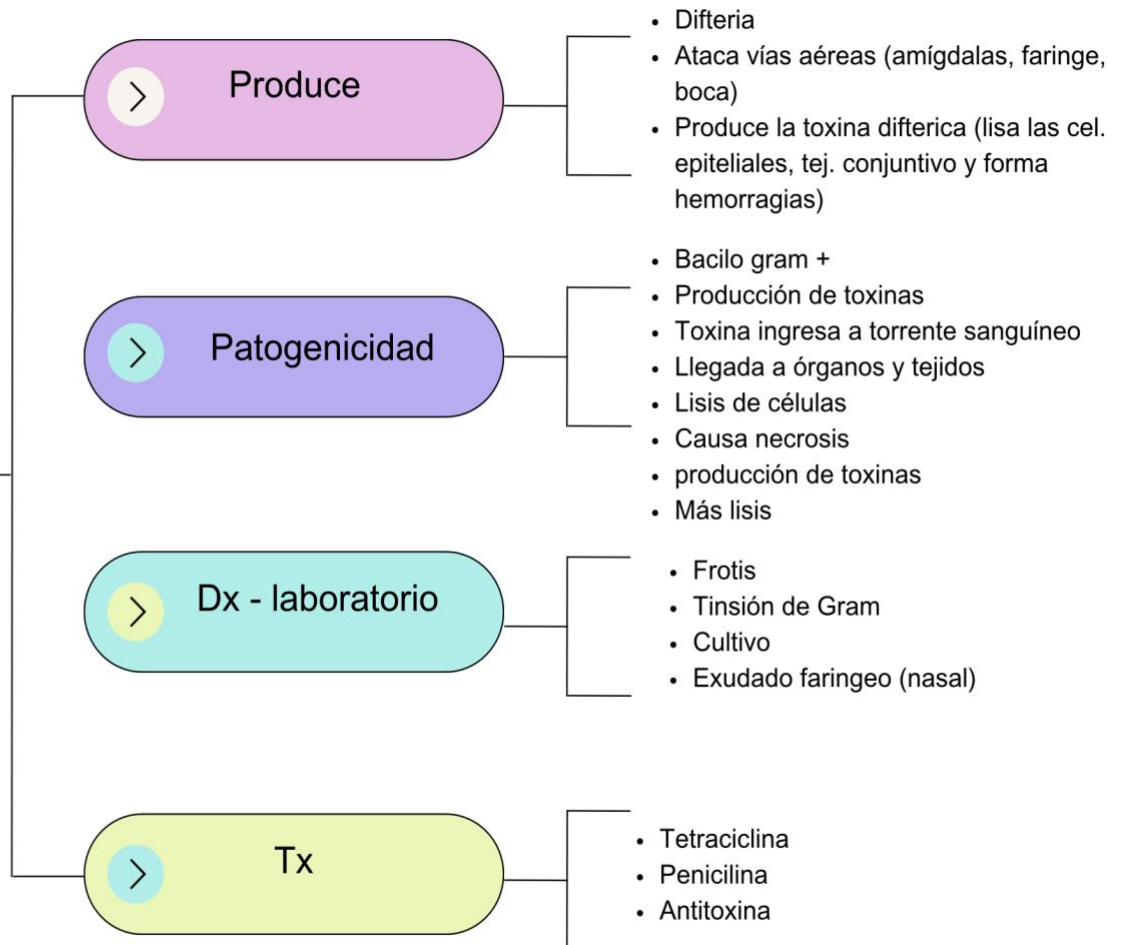 Produce
• Difteria
• Ataca vías aéreas (amígdalas, faringe,
boca)
• Produce la toxina difterica (lisa las cel.
epiteliales, tej. conjuntivo y forma
hemorragias)
Patogenicidad
• Bacilo gram +
• Producción de toxinas
• Toxina ingresa a torrente sanguíneo
• Llegada a órganos y tejidos
• Lisis de células
• Causa necrosis
• producción de toxinas
• Más lisis
Dx - laboratorio
• Frotis
• Tinsión de Gram
• Cultivo
• Exudado faringeo (nasal)
Tx
• Tetraciclina
• Penicilina
• Antitoxina